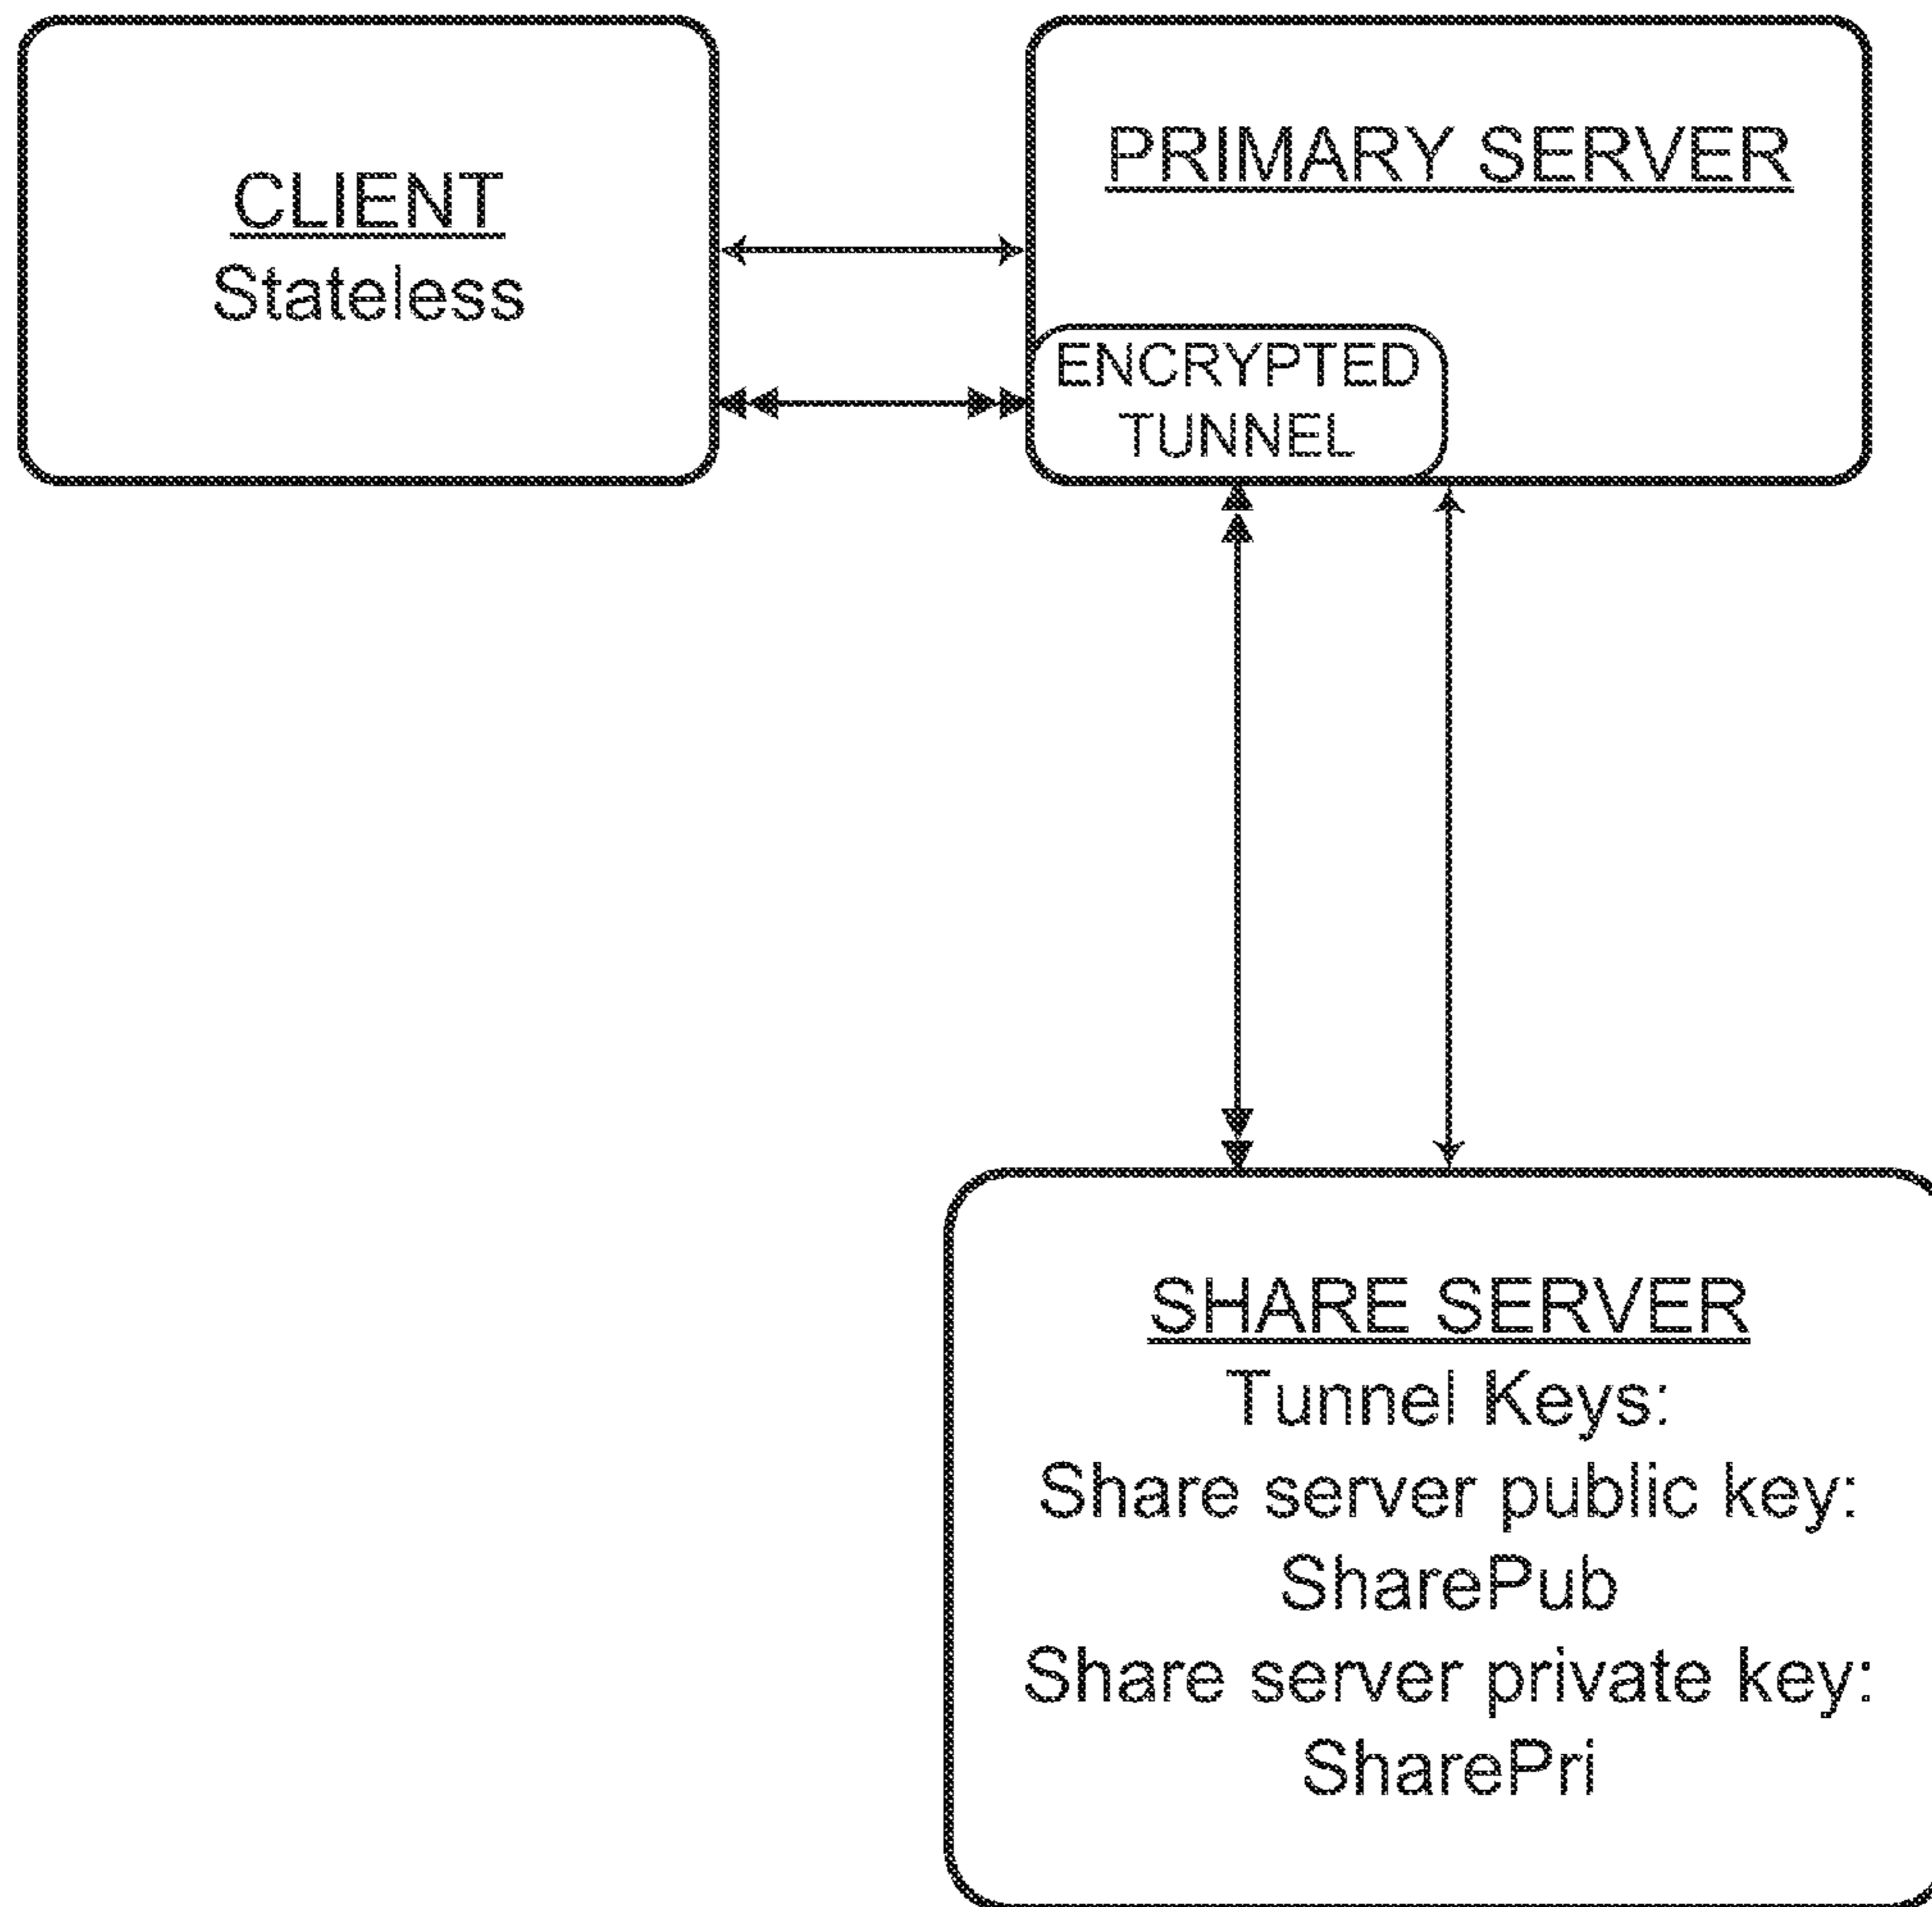 CLIENT
Stateless
PRIMARY SERVER
ENCRYPTED
TUNNEL
SHARE SERVER
Tunnel Keys:
Share server public key:
SharePub
Share server private key:
SharePri